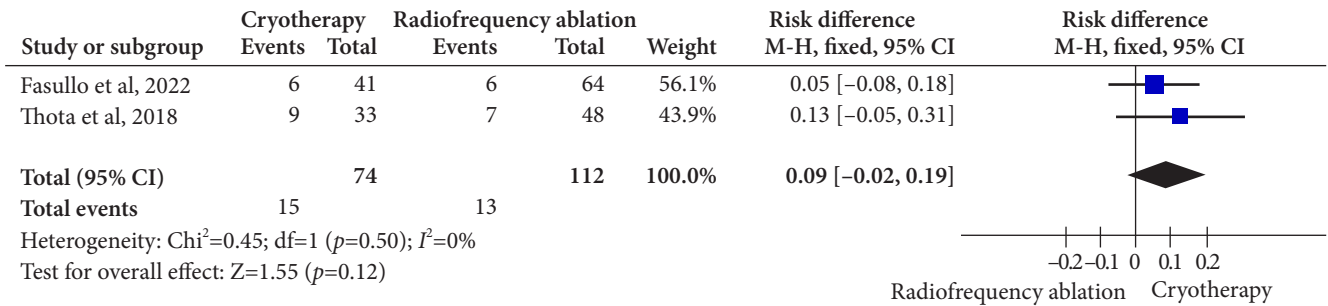 Cryotherapy Radiofrequency ablation Risk difference Risk difference
Study or subgroup Events Total Events Total Weight M-H, fixed, 95% CI M-H, fixed, 95% CI
Fasullo et al, 2022 6 41 6 64 56.1% 0.05 [–0.08, 0.18]
Thota et al, 2018 9 33 7 48 43.9% 0.13 [–0.05, 0.31]
Total (95% CI) 74 112 100.0% 0.09 [–0.02, 0.19]
Total events 15 13
Heterogeneity: Chi²=0.45; df=1 (p=0.50); I²=0%
Test for overall effect: Z=1.55 (p=0.12)
–0.2 –0.1 0 0.1 0.2
Radiofrequency ablation Cryotherapy